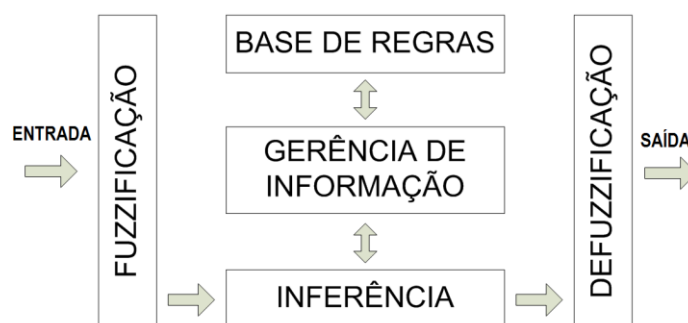 ENTRADA
FUZZIFICAÇÃO
BASE DE REGRAS
GERÊNCIA DE
INFORMAÇÃO
INFERÊNCIA
DEFUZZIFICAÇÃO
SAÍDA